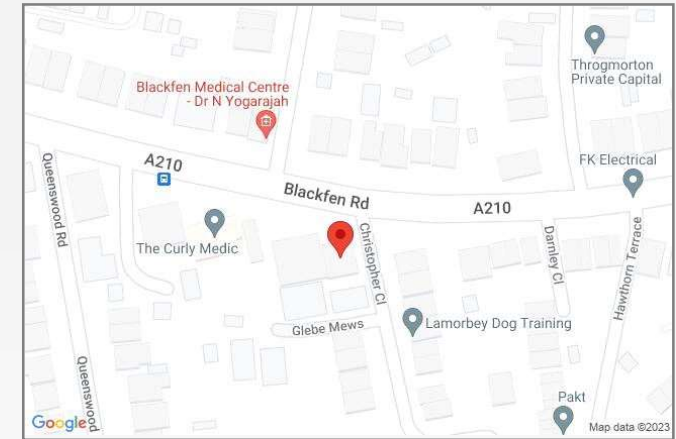 Throgmorton
Private Capital
Blackfen Medical Centre
- Dr N Yogarajah
A210
FK Electrical
Queenswood Rd
Blackfen Rd
A210
The Curly Medic
Christopher Cl
Darnley Cl
Hawthorn Terrace
Glebe Mews
Lamorbey Dog Training
Queenswood
Pakt
Google
Map data ©2023